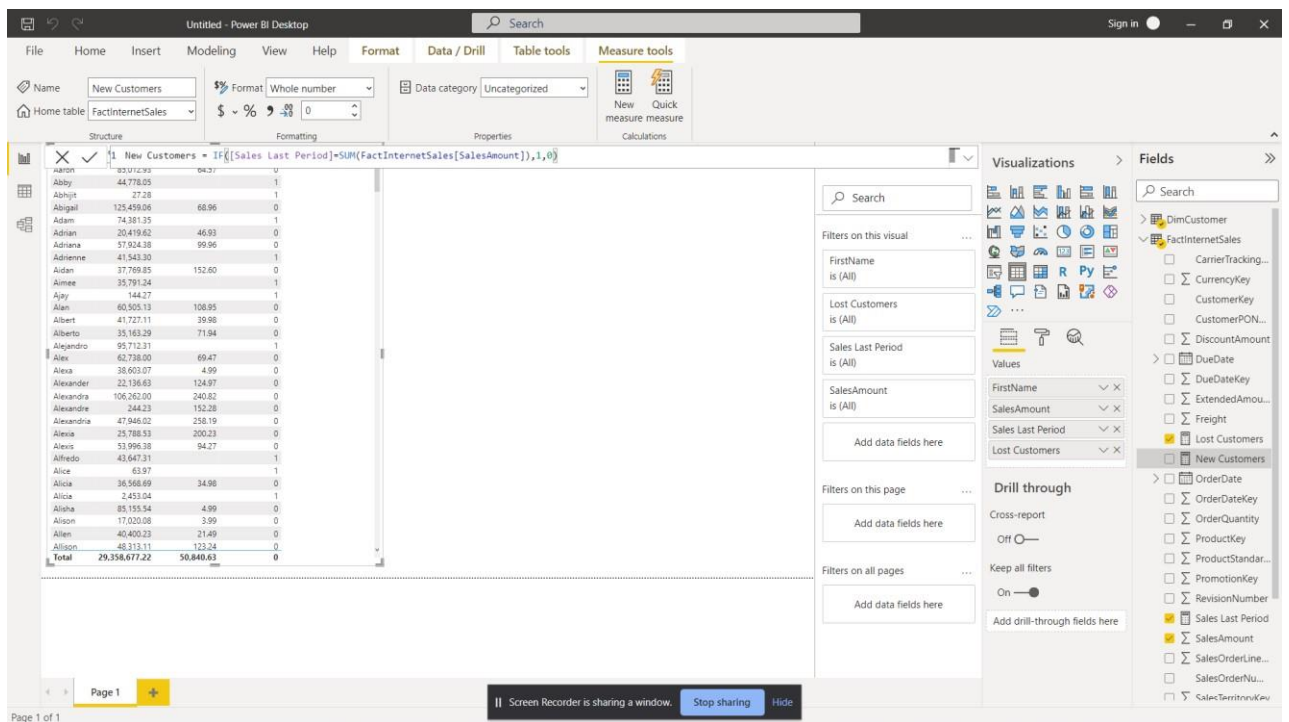 Untitled - Power BI Desktop
Search
Sign in
File Home Insert Modeling View Help Format Data / Drill Table tools Measure tools
Name New Customers
Home table FactInternetSales
Structure
Format Whole number
$ % 9 .00 0
Formatting
Data category Uncategorized
Properties
New measure
Quick measure
Calculations
1 New Customers = IF([Sales Last Period]=SUM(FactInternetSales[SalesAmount]),1,0)
Aaron 85,012.93 64.57 0
Abby 44,778.05 1
Abhijit 27.28 1
Abigail 125,459.06 68.96 0
Adam 74,381.35 1
Adrian 20,419.62 46.93 0
Adriana 57,924.38 99.96 0
Adrienne 41,543.30 1
Aidan 37,769.85 152.60 0
Aimee 35,791.24 1
Ajay 144.27 1
Alan 60,505.13 108.95 0
Albert 41,727.11 39.98 0
Alberto 35,163.29 71.94 0
Alejandro 95,712.31 1
Alex 62,738.00 69.47 0
Alexa 38,603.07 4.99 0
Alexander 22,136.63 124.97 0
Alexandra 106,262.00 240.82 0
Alexandre 244.23 152.28 0
Alexandria 47,946.02 258.19 0
Alexia 25,788.53 200.23 0
Alexis 53,996.38 94.27 0
Alfredo 43,647.31 1
Alice 63.97 1
Alicia 36,568.69 34.98 0
Alícia 2,453.04 1
Alisha 85,155.54 4.99 0
Alison 17,020.08 3.99 0
Allen 40,400.23 21.49 0
Allison 48,313.11 123.24 0
Total 29,358,677.22 50,840.63 0
Search
Filters on this visual ...
FirstName
is (All)
Lost Customers
is (All)
Sales Last Period
is (All)
SalesAmount
is (All)
Add data fields here
Filters on this page ...
Add data fields here
Filters on all pages ...
Add data fields here
Visualizations
R Py
...
Values
FirstName
SalesAmount
Sales Last Period
Lost Customers
Drill through
Cross-report
Off
Keep all filters
On
Add drill-through fields here
Fields
Search
DimCustomer
FactInternetSales
CarrierTracking...
CurrencyKey
CustomerKey
CustomerPON...
DiscountAmount
DueDate
DueDateKey
ExtendedAmou...
Freight
Lost Customers
New Customers
OrderDate
OrderDateKey
OrderQuantity
ProductKey
ProductStandar...
PromotionKey
RevisionNumber
Sales Last Period
SalesAmount
SalesOrderLine...
SalesOrderNu...
SalesTerritoryKey
Page 1
+
Screen Recorder is sharing a window. Stop sharing Hide
Page 1 of 1